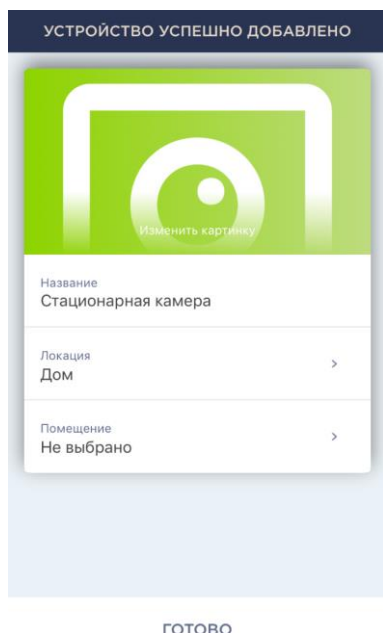 УСТРОЙСТВО УСПЕШНО ДОБАВЛЕНО
Изменить картинку
Название
Стационарная камера
Локация
Дом
Помещение
Не выбрано
ГОТОВО